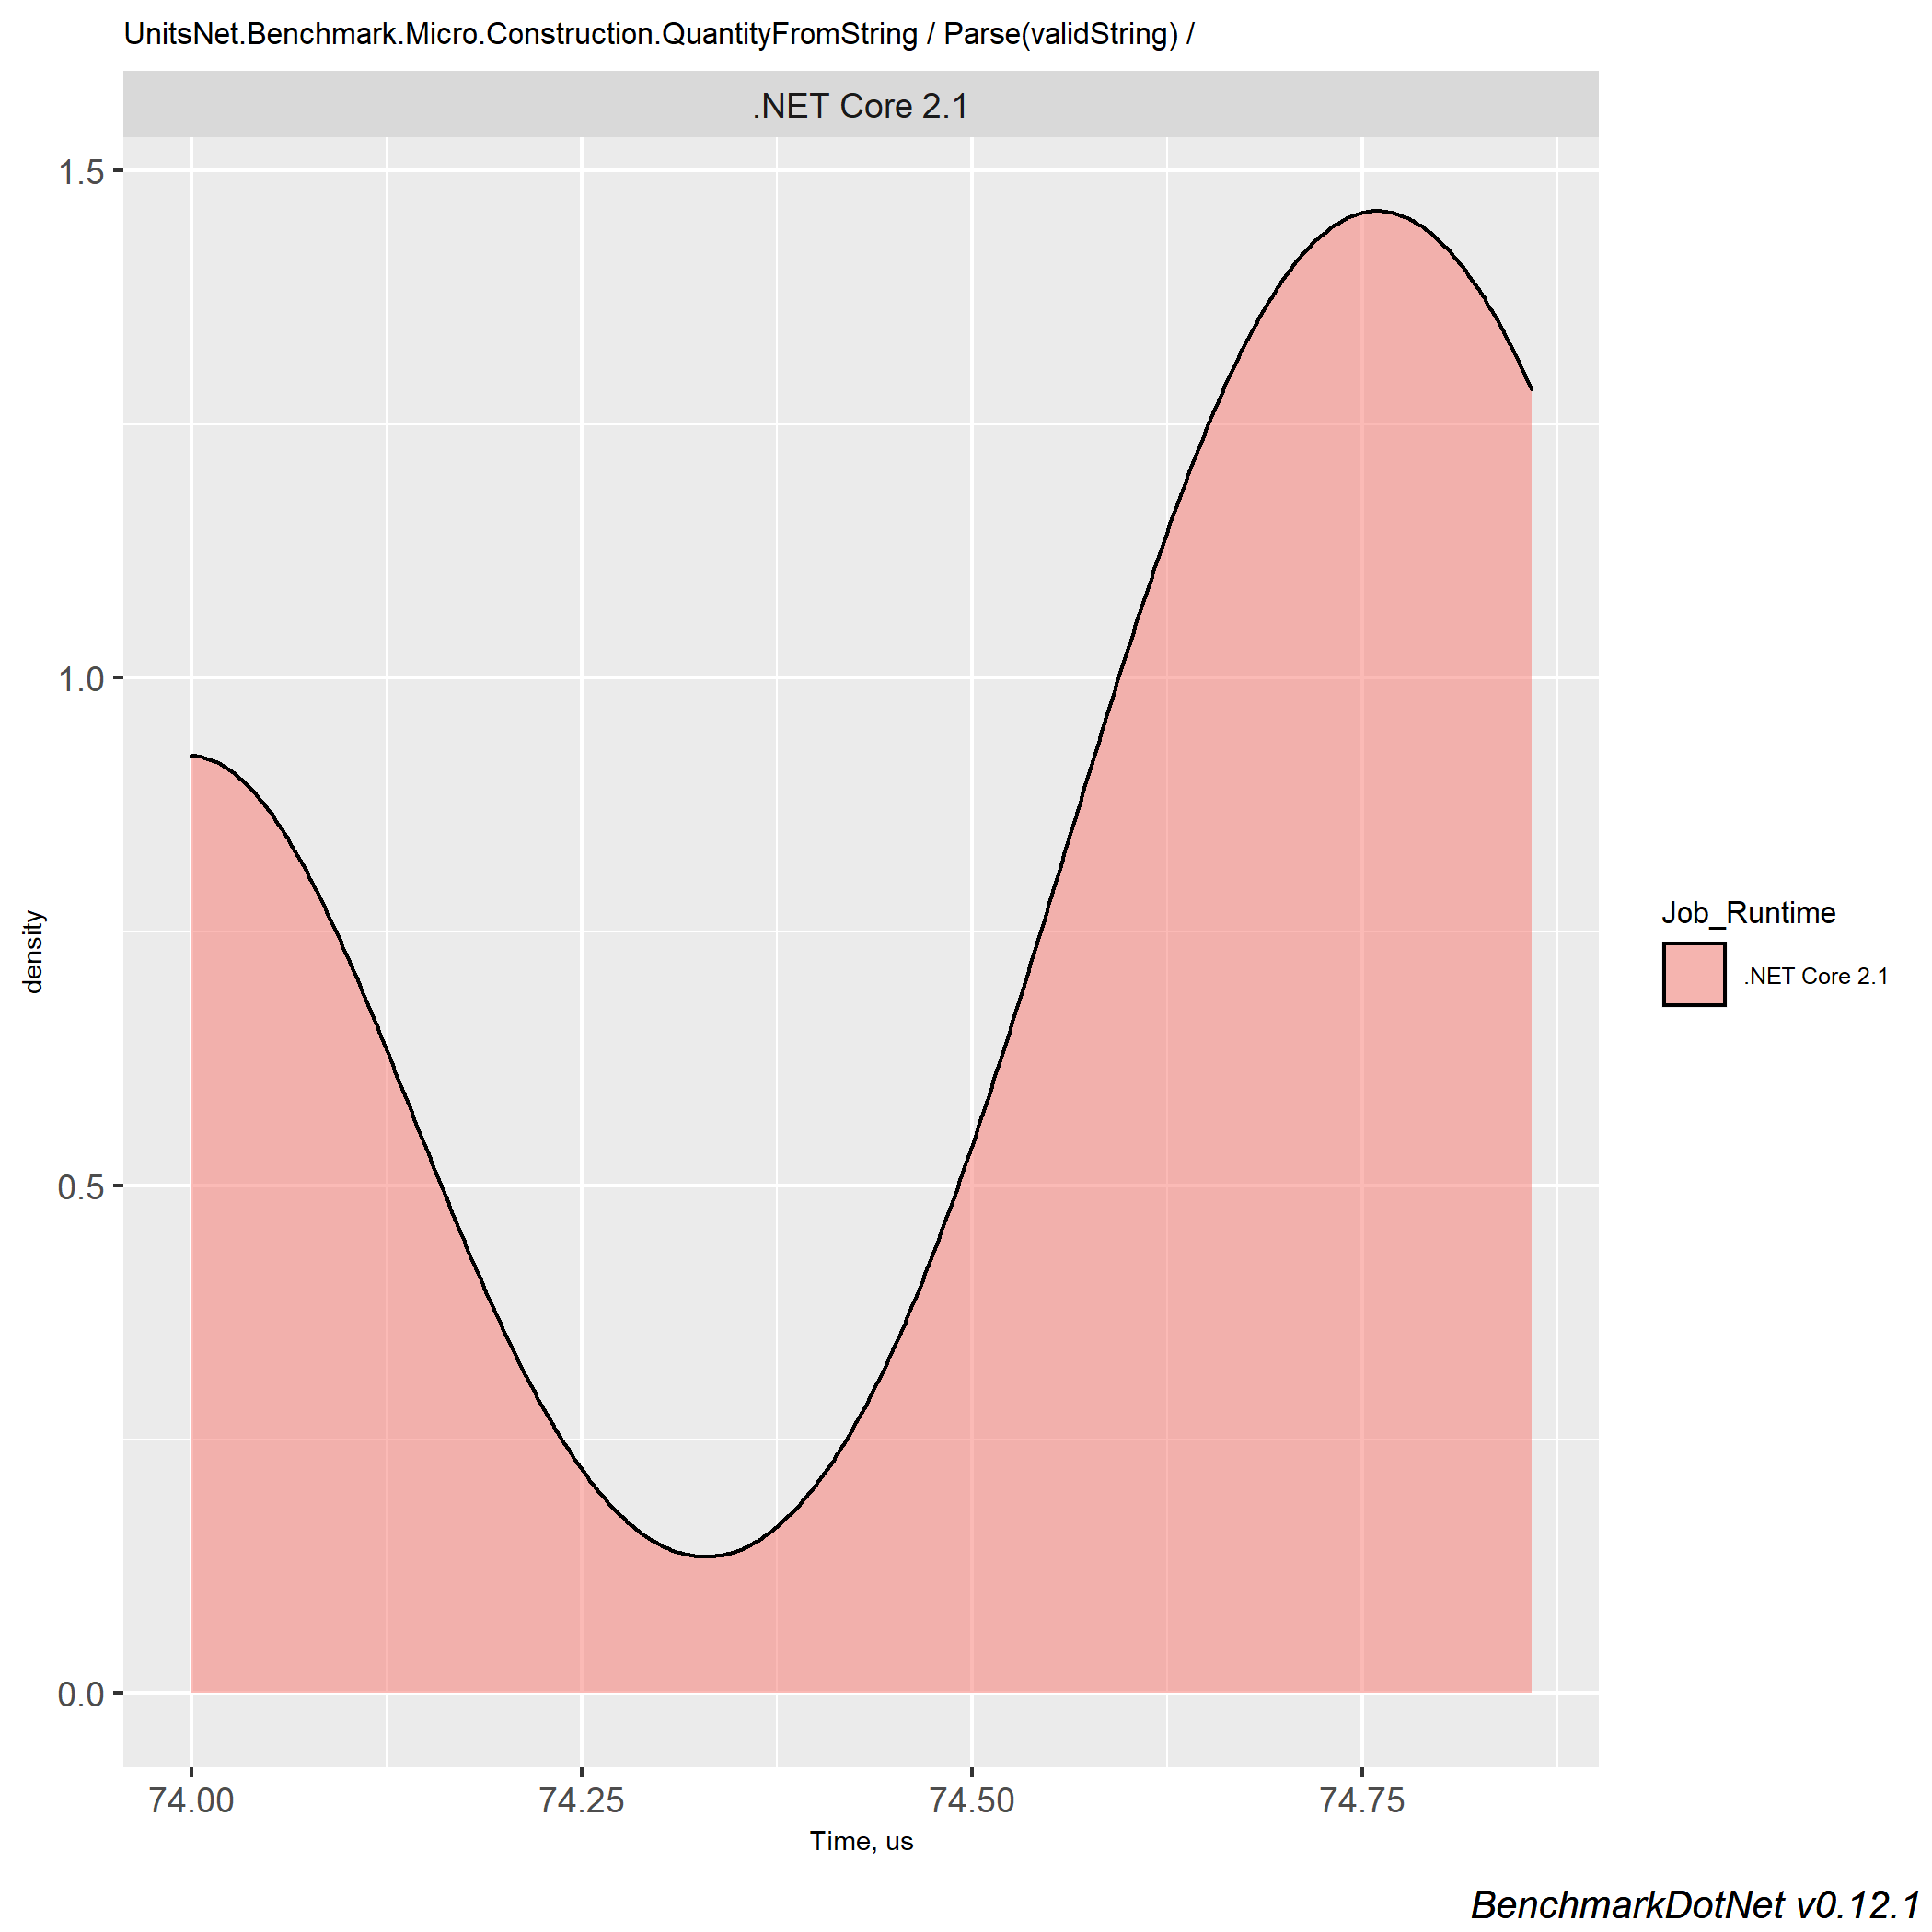 UnitsNet.Benchmark.Micro.Construction.QuantityFromString / Parse(validString) /
.NET Core 2.1
1.5
1.0
0.5
0.0
density
74.00 74.25 74.50 74.75
Time, us
Job_Runtime
.NET Core 2.1
BenchmarkDotNet v0.12.1